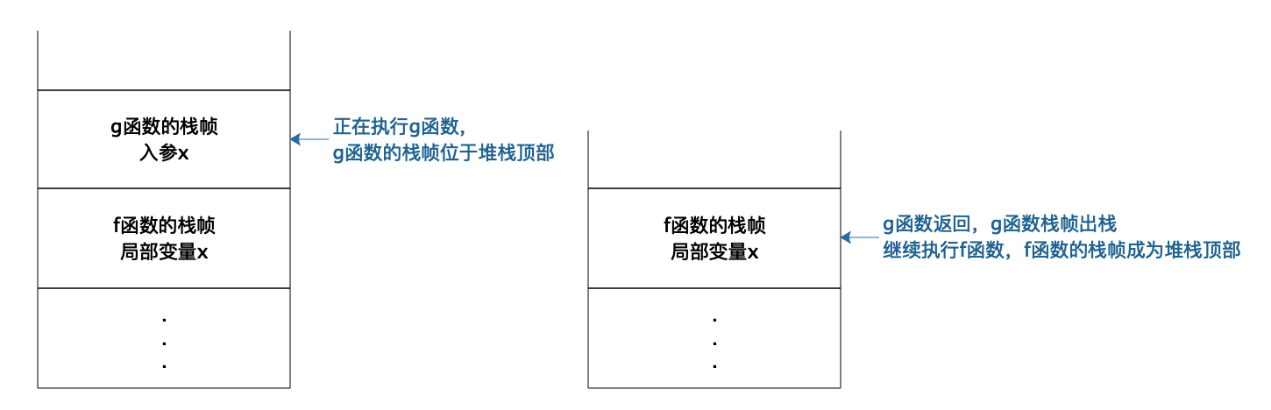 g函数的栈帧
入参x
正在执行g函数，
g函数的栈帧位于堆栈顶部
f函数的栈帧
局部变量x
.
.
.
f函数的栈帧
局部变量x
g函数返回，g函数栈帧出栈
继续执行f函数，f函数的栈帧成为堆栈顶部
.
.
.